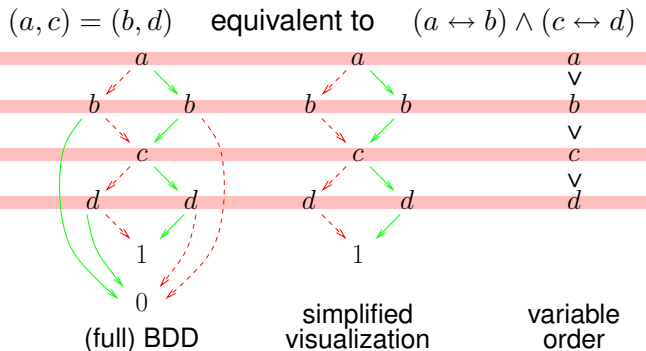 (a, c) = (b, d) equivalent to (a ↔ b) ∧ (c ↔ d)
a a a
∨
b b b b b
∨
c c c
∨
d d d d d
1 1
0
(full) BDD
simplified
visualization
variable
order